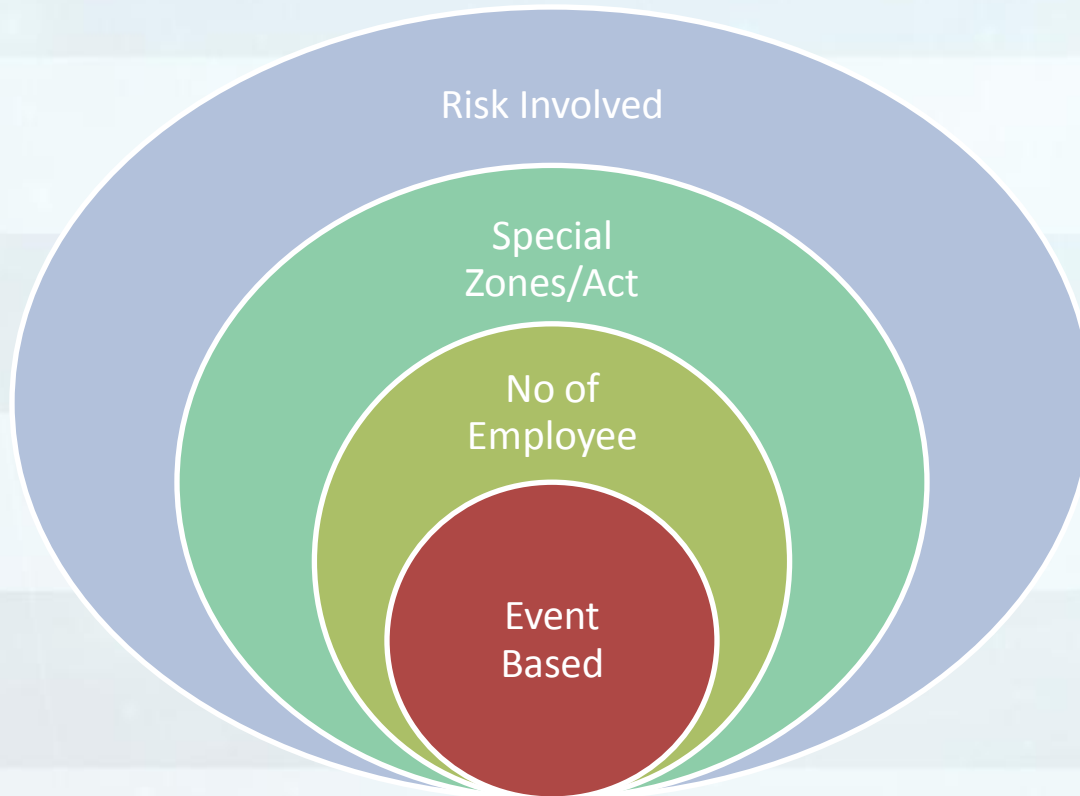 Risk Involved
Special
Zones/Act
No of
Employee
Event
Based